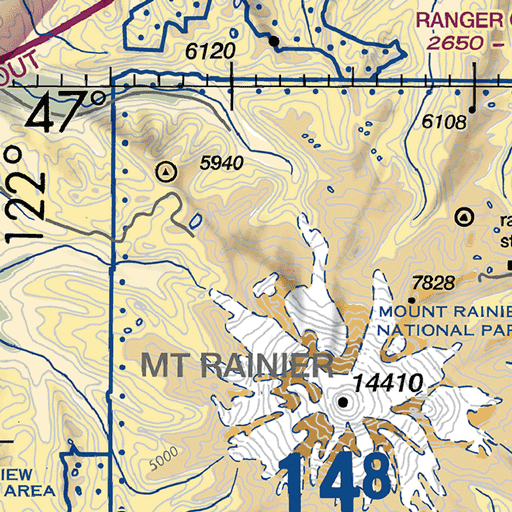 RANGER
2650 -
OUT
6120
47°
6108
122°
5940
7828
MOUNT RAINIE
NATIONAL PAR
MT RAINIER
14410
5000
148
IEW
AREA